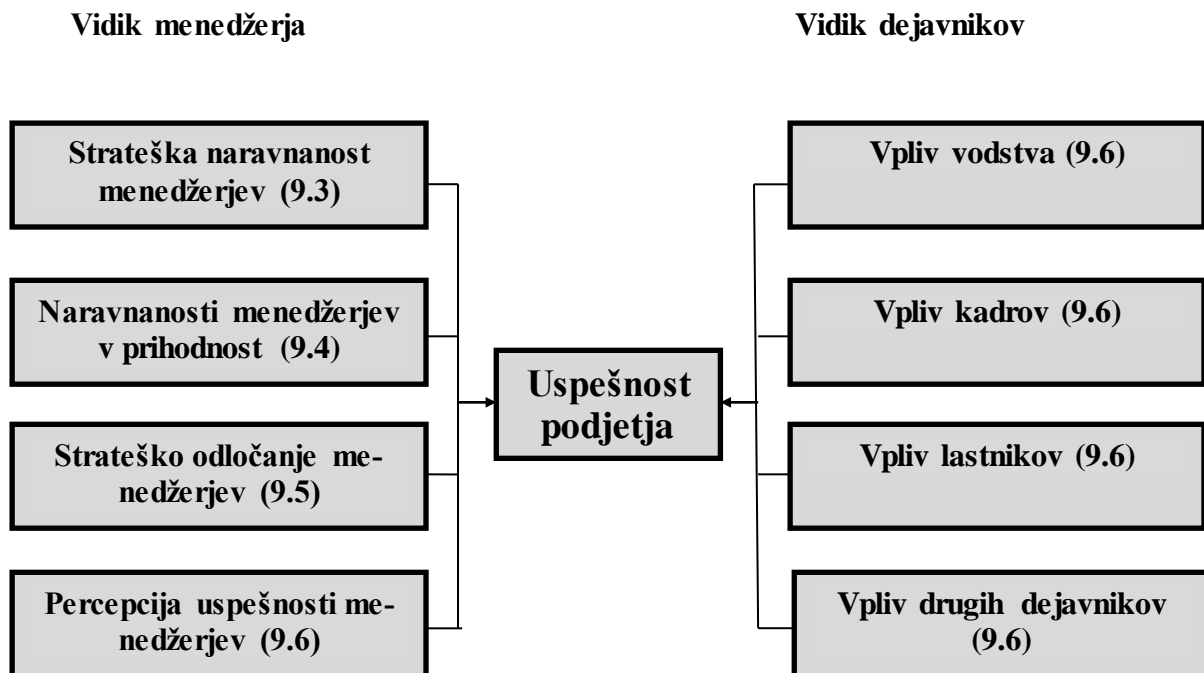 Vidik menedžerja
Vidik dejavnikov
Strateška naravnanost
menedžerjev (9.3)
Naravnanosti menedžerjev
v prihodnost (9.4)
Strateško odločanje me-
nedžerjev (9.5)
Percepcija uspešnosti me-
nedžerjev (9.6)
Uspešnost
podjetja
Vpliv vodstva (9.6)
Vpliv kadrov (9.6)
Vpliv lastnikov (9.6)
Vpliv drugih dejavnikov
(9.6)